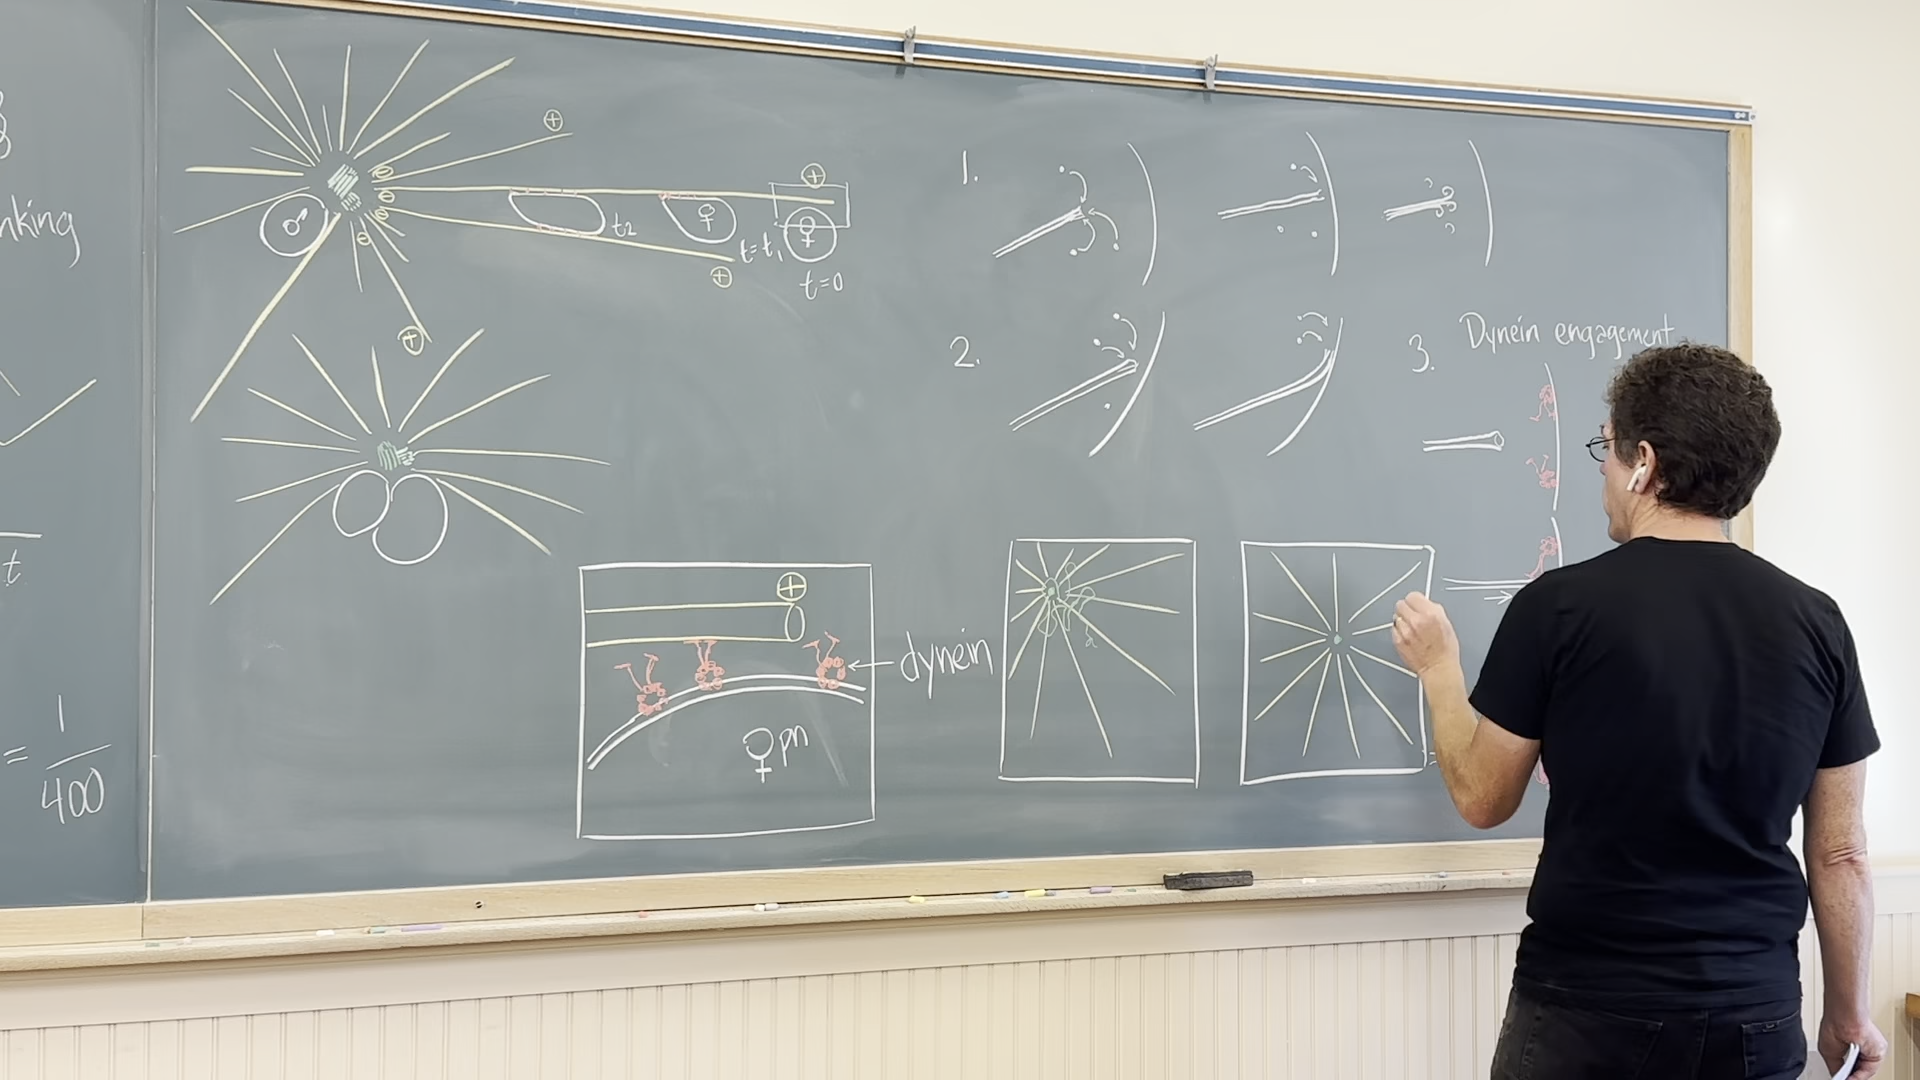 nking
t
= 1/400
⊕
⊖
⊖
⊖
⊖
⊖
♂
t2
♀
t=t1
⊕
♀
t=0
⊕
⊕
⊕
dynein
♀pn
1.
2.
3. Dynein engagement